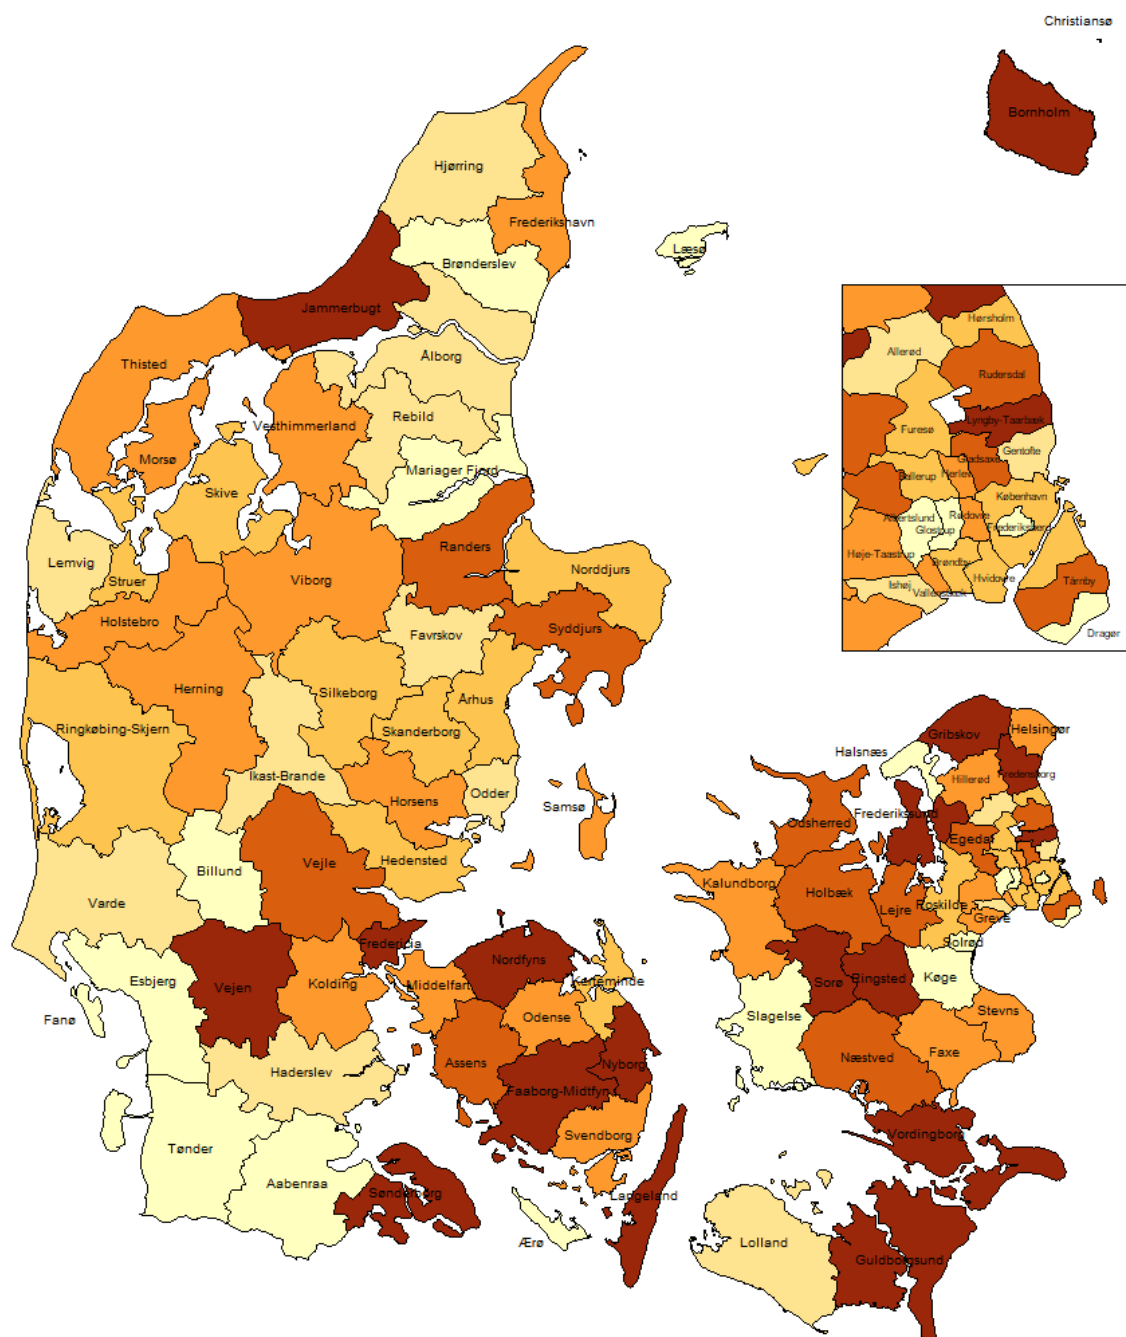 Christiansø
Bornholm
Hjørring
Frederikshavn
Læsø
Brønderslev
Jammerbugt
Hørsholm
Allerød
Ålborg
Thisted
Rudersdal
Rebild
Lyngby-Taarbæk
Vesthimmerland
Furesø
Gentofte
Gladsaxe
Morsø
Mariager Fjord
Ballerup
Herlev
Skive
København
Albertslund
Rødovre
Frederiksberg
Glostrup
Randers
Høje-Taastrup
Lemvig
Brøndby
Norddjurs
Viborg
Struer
Hvidovre
Ishøj
Tårnby
Vallensbæk
Holstebro
Syddjurs
Favrskov
Dragør
Herning
Silkeborg
Århus
Ringkøbing-Skjern
Skanderborg
Helsingør
Gribskov
Halsnæs
Ikast-Brande
Fredensborg
Hillerød
Odder
Horsens
Samsø
Frederikssund
Odsherred
Egedal
Vejle
Hedensted
Billund
Kalundborg
Holbæk
Varde
Roskilde
Lejre
Greve
Fredericia
Solrød
Nordfyns
Esbjerg
Vejen
Kolding
Middelfart
Kerteminde
Sorø
Ringsted
Køge
Stevns
Fanø
Odense
Slagelse
Faxe
Næstved
Haderslev
Assens
Nyborg
Faaborg-Midtfyn
Vordingborg
Svendborg
Tønder
Aabenraa
Sønderborg
Langeland
Ærø
Lolland
Guldborgsund